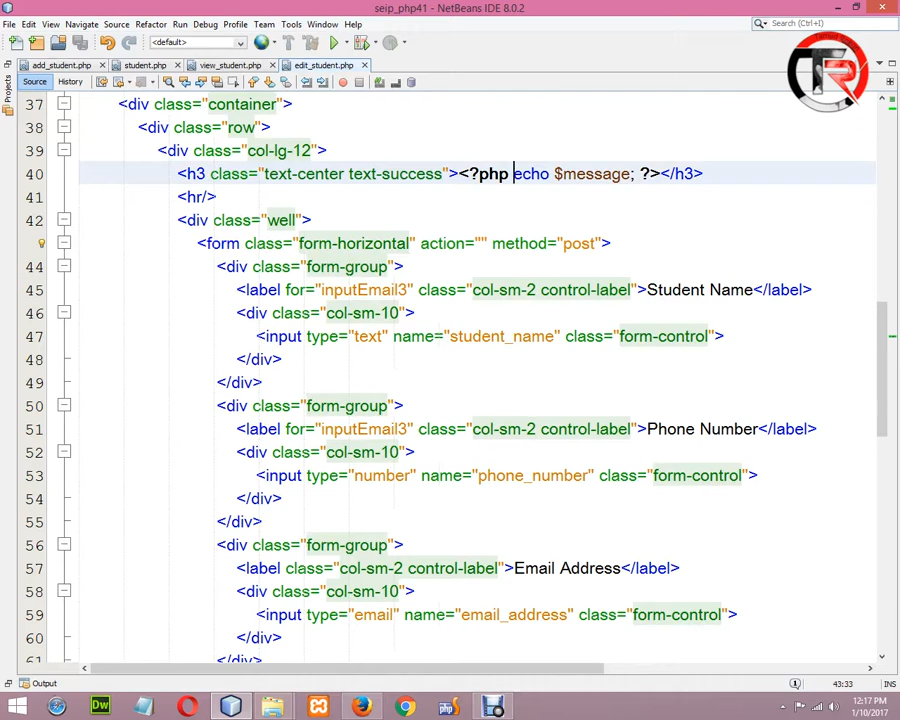 seip_php41 - NetBeans IDE 8.0.2
File Edit View Navigate Source Refactor Run Debug Profile Team Tools Window Help
Search (Ctrl+I)
<default>
add_student.php student.php view_student.php edit_student.php
Source History
Projects
37 <div class="container">
38 <div class="row">
39 <div class="col-lg-12">
40 <h3 class="text-center text-success"><?php echo $message; ?></h3>
41 <hr/>
42 <div class="well">
<form class="form-horizontal" action="" method="post">
44 <div class="form-group">
45 <label for="inputEmail3" class="col-sm-2 control-label">Student Name</label>
46 <div class="col-sm-10">
47 <input type="text" name="student_name" class="form-control">
48 </div>
49 </div>
50 <div class="form-group">
51 <label for="inputEmail3" class="col-sm-2 control-label">Phone Number</label>
52 <div class="col-sm-10">
53 <input type="number" name="phone_number" class="form-control">
54 </div>
55 </div>
56 <div class="form-group">
57 <label class="col-sm-2 control-label">Email Address</label>
58 <div class="col-sm-10">
59 <input type="email" name="email_address" class="form-control">
60 </div>
61 </div>
Output
43:33 INS
Dw
php
12:17 PM
1/10/2017